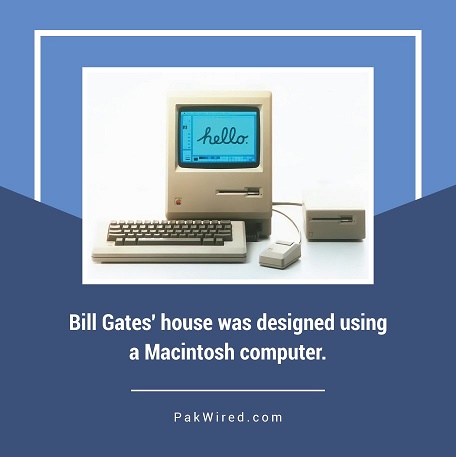 hello.
Bill Gates' house was designed using
a Macintosh computer.
PakWired.com